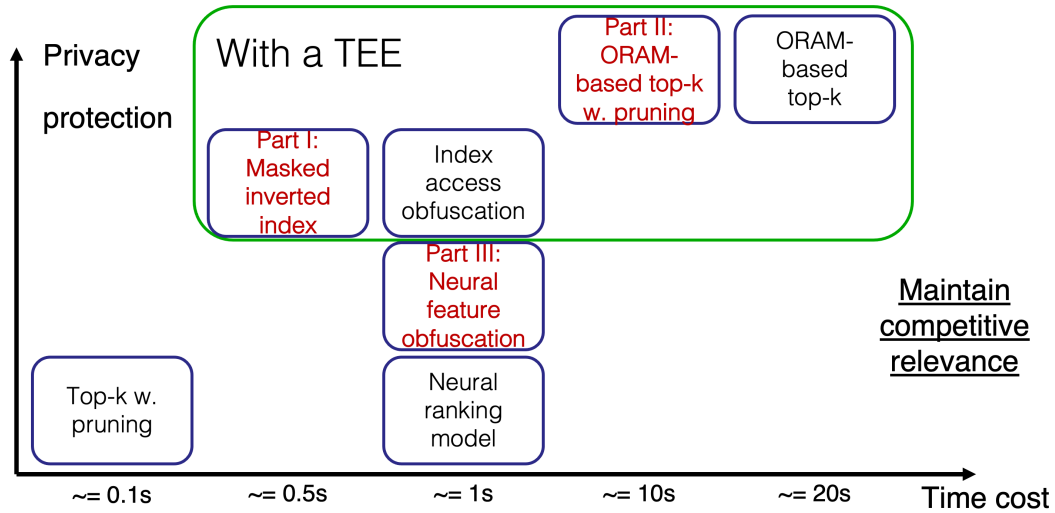 Privacy
protection
With a TEE
Part II:
ORAM-
based top-k
w. pruning
ORAM-
based
top-k
Part I:
Masked
inverted
index
Index
access
obfuscation
Part III:
Neural
feature
obfuscation
Maintain
competitive
relevance
Top-k w.
pruning
Neural
ranking
model
~= 0.1s
~= 0.5s
~= 1s
~= 10s
~= 20s
Time cost